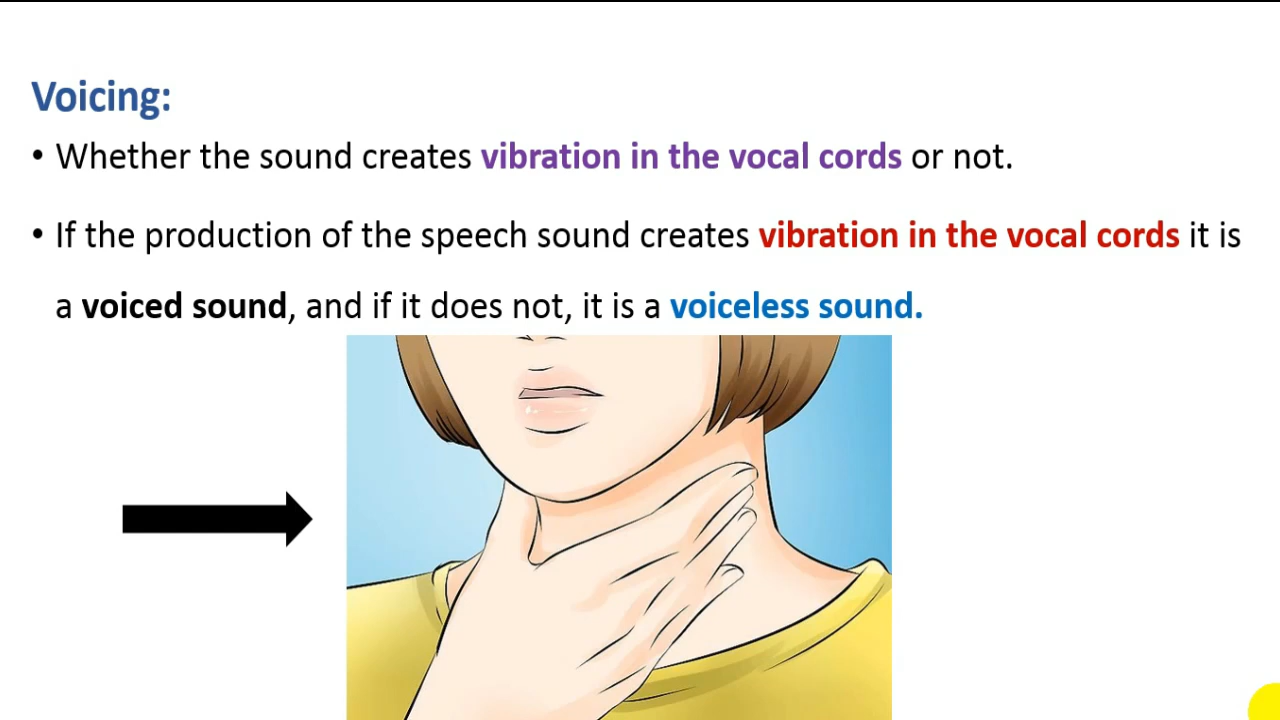 Voicing:
• Whether the sound creates vibration in the vocal cords or not.
• If the production of the speech sound creates vibration in the vocal cords it is
a voiced sound, and if it does not, it is a voiceless sound.